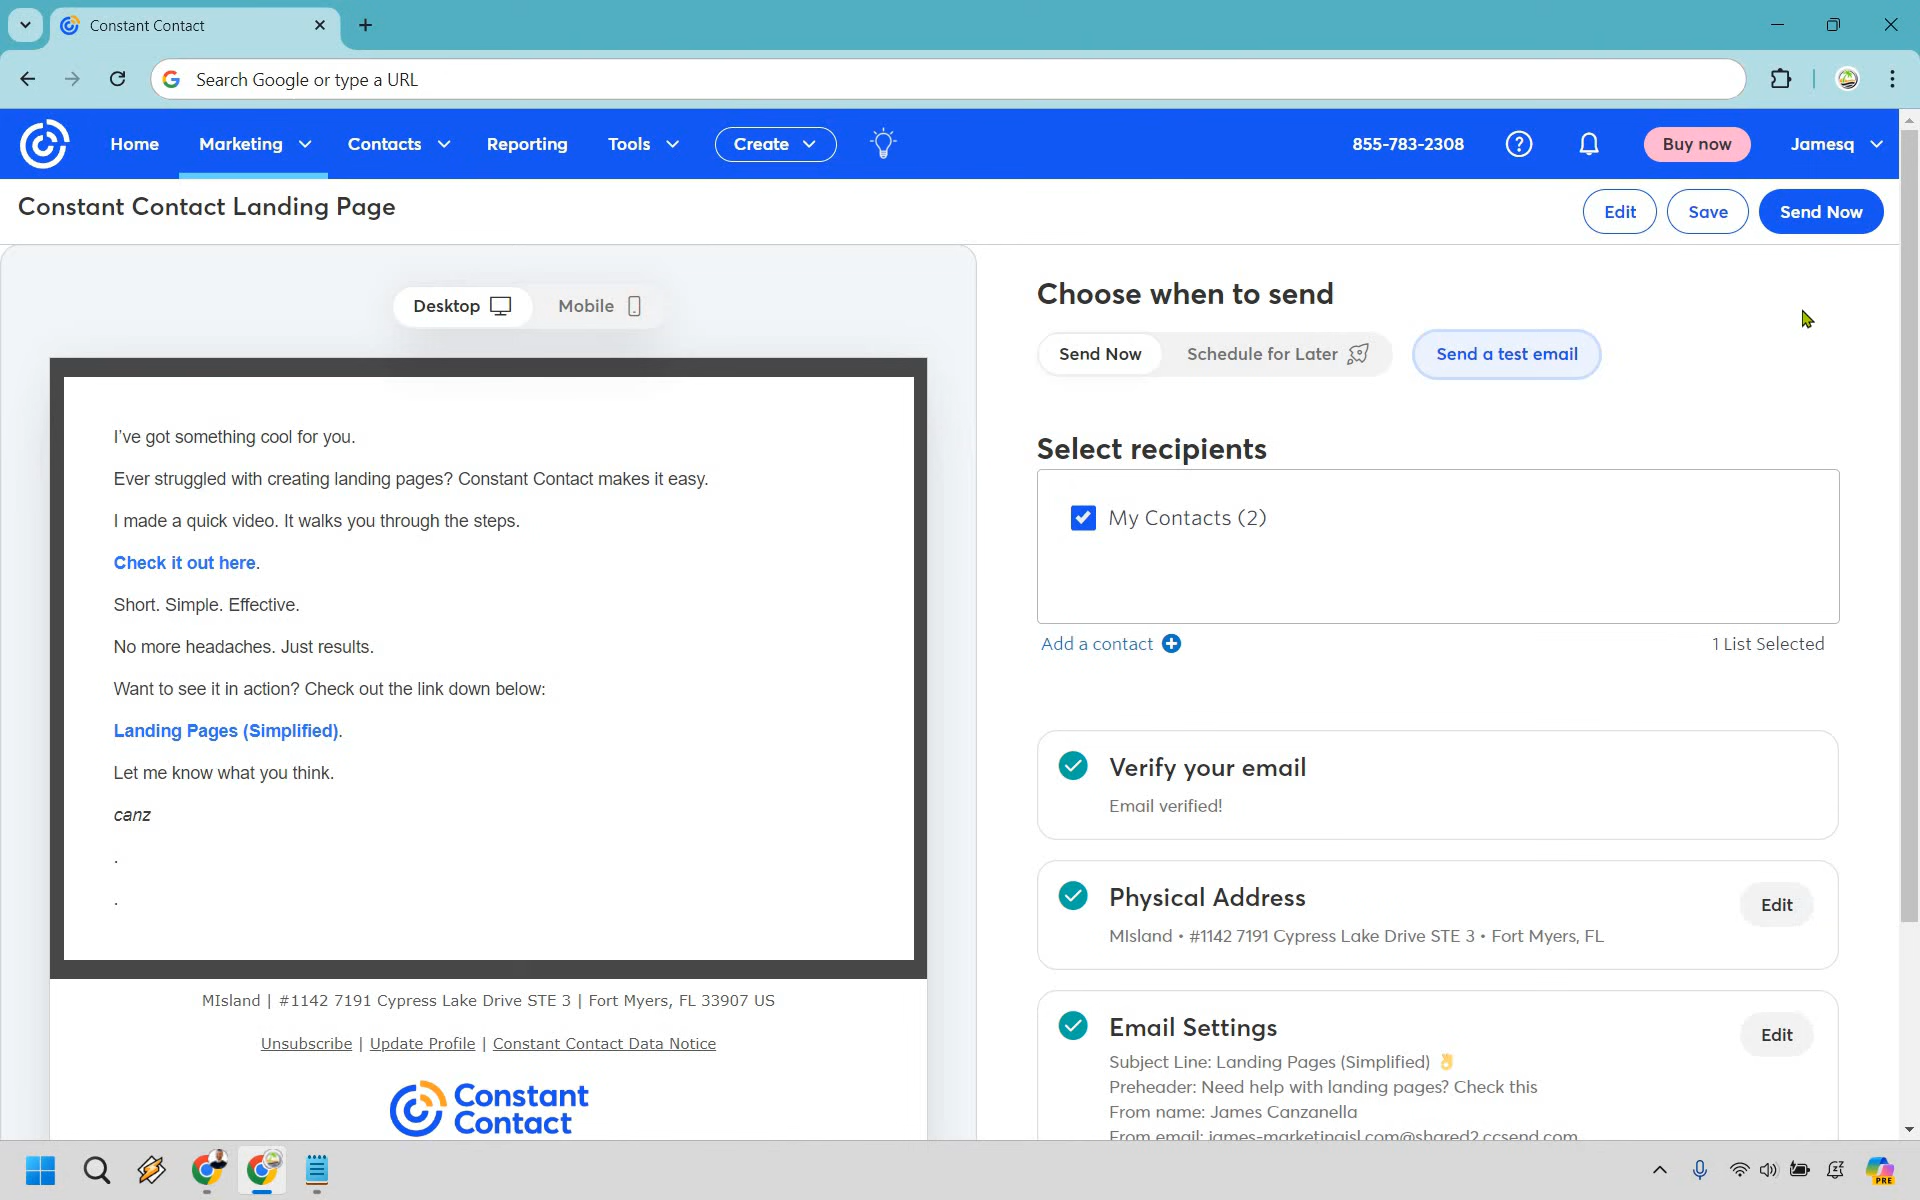 Constant Contact
Search Google or type a URL
Home
Marketing
Contacts
Reporting
Tools
Create
855-783-2308
Buy now
Jamesq
Constant Contact Landing Page
Edit
Save
Send Now
Desktop
Mobile
I've got something cool for you.
Ever struggled with creating landing pages? Constant Contact makes it easy.
I made a quick video. It walks you through the steps.
Check it out here.
Short. Simple. Effective.
No more headaches. Just results.
Want to see it in action? Check out the link down below:
Landing Pages (Simplified).
Let me know what you think.
canz
.
.
MIsland | #1142 7191 Cypress Lake Drive STE 3 | Fort Myers, FL 33907 US
Unsubscribe | Update Profile | Constant Contact Data Notice
Constant
Contact
Choose when to send
Send Now
Schedule for Later
Send a test email
Select recipients
My Contacts (2)
Add a contact
1 List Selected
Verify your email
Email verified!
Physical Address
MIsland • #1142 7191 Cypress Lake Drive STE 3 • Fort Myers, FL
Edit
Email Settings
Edit
Subject Line: Landing Pages (Simplified) 👌
Preheader: Need help with landing pages? Check this
From name: James Canzanella
From email: james-marketingisl.com@shared2.ccsend.com
PRE